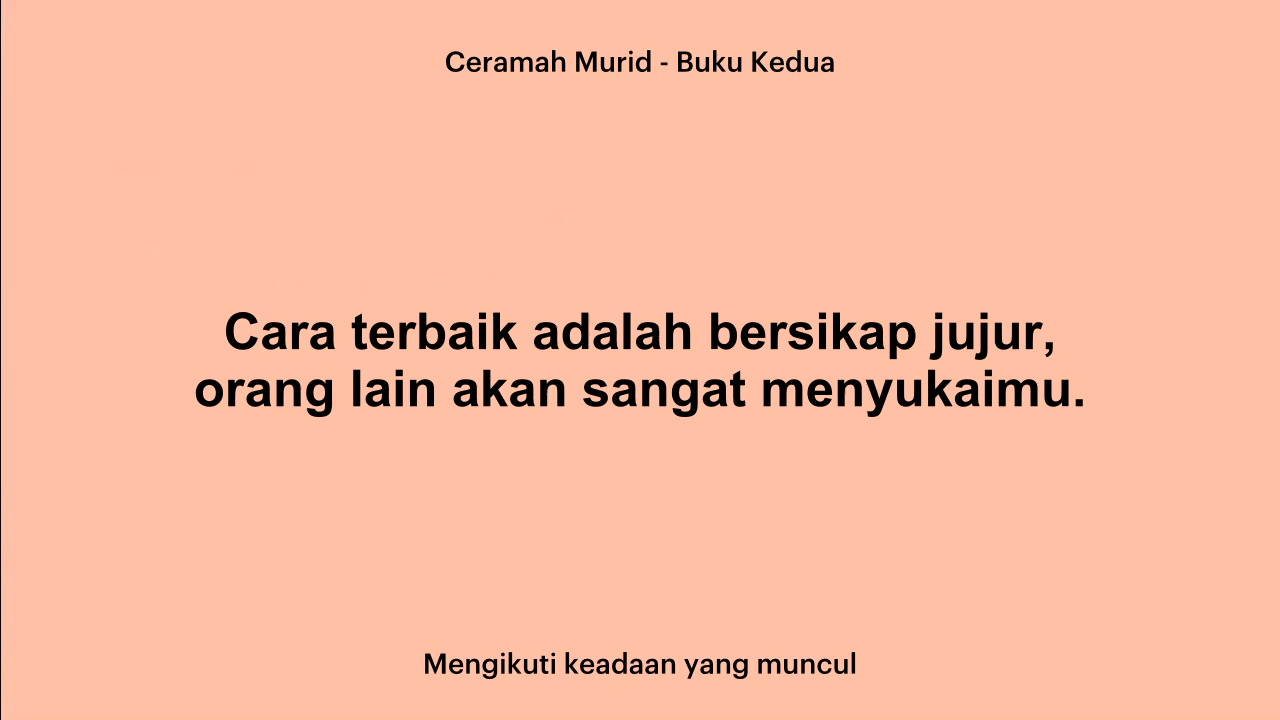 Ceramah Murid - Buku Kedua
Cara terbaik adalah bersikap jujur,
orang lain akan sangat menyukaimu.
Mengikuti keadaan yang muncul